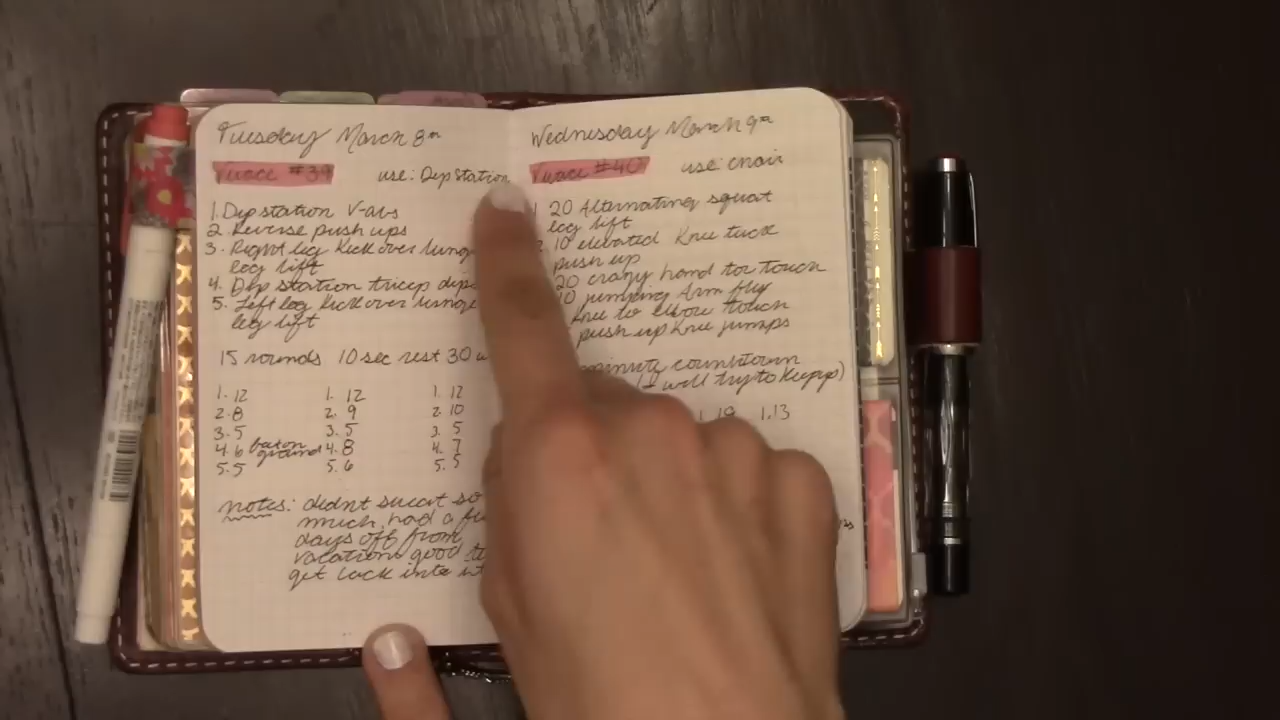 Tuesday March 8th
#39
use: Dip station
1. Dip station V-abs
2 Reverse push ups
3. Right leg kick over lunge
leg lift
4. Dip station tricep dips
5. Left leg kickover lunge
leg lift
15 rounds 10 sec rest 30
1. 12
2. 8
3. 5
4. 6
5. 5
ground
1. 12
2. 9
3. 5
4. 8
5. 6
1. 12
2. 10
3. 5
4. 7
5. 5
notes: didnt sweat so
much, had a
days off from
vacation good
get back into
Wednesday March 9th
#40
use: chair
20 Alternating squat
leg lift
10 elevated Knee tuck
push up
20 crazy hand toe touch
10 jumping Arm fly
Knee to elbow touch
push up Knee jumps
minute countdown
will try to
1. 19
1. 13